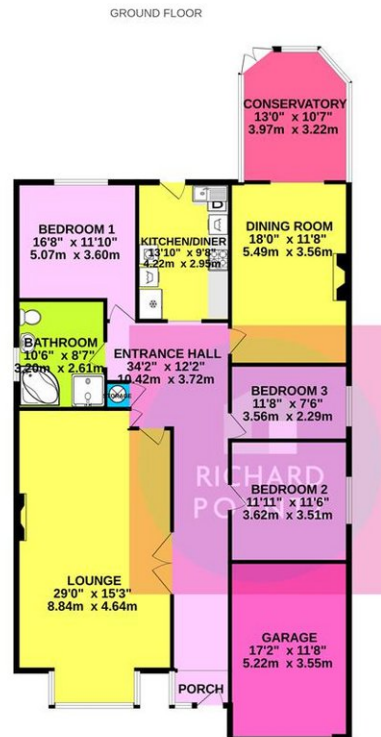 GROUND FLOOR
CONSERVATORY
13'0" x 10'7"
3.97m x 3.22m
BEDROOM 1
16'8" x 11'10"
5.07m x 3.60m
KITCHEN/DINER
13'10" x 9'8"
4.22m x 2.95m
DINING ROOM
18'0" x 11'8"
5.49m x 3.56m
BATHROOM
10'6" x 8'7"
3.20m x 2.61m
ENTRANCE HALL
34'2" x 12'2"
10.42m x 3.72m
STORAGE
BEDROOM 3
11'8" x 7'6"
3.56m x 2.29m
RICHARD
BEDROOM 2
11'11" x 11'6"
3.62m x 3.51m
LOUNGE
29'0" x 15'3"
8.84m x 4.64m
GARAGE
17'2" x 11'8"
5.22m x 3.55m
PORCH